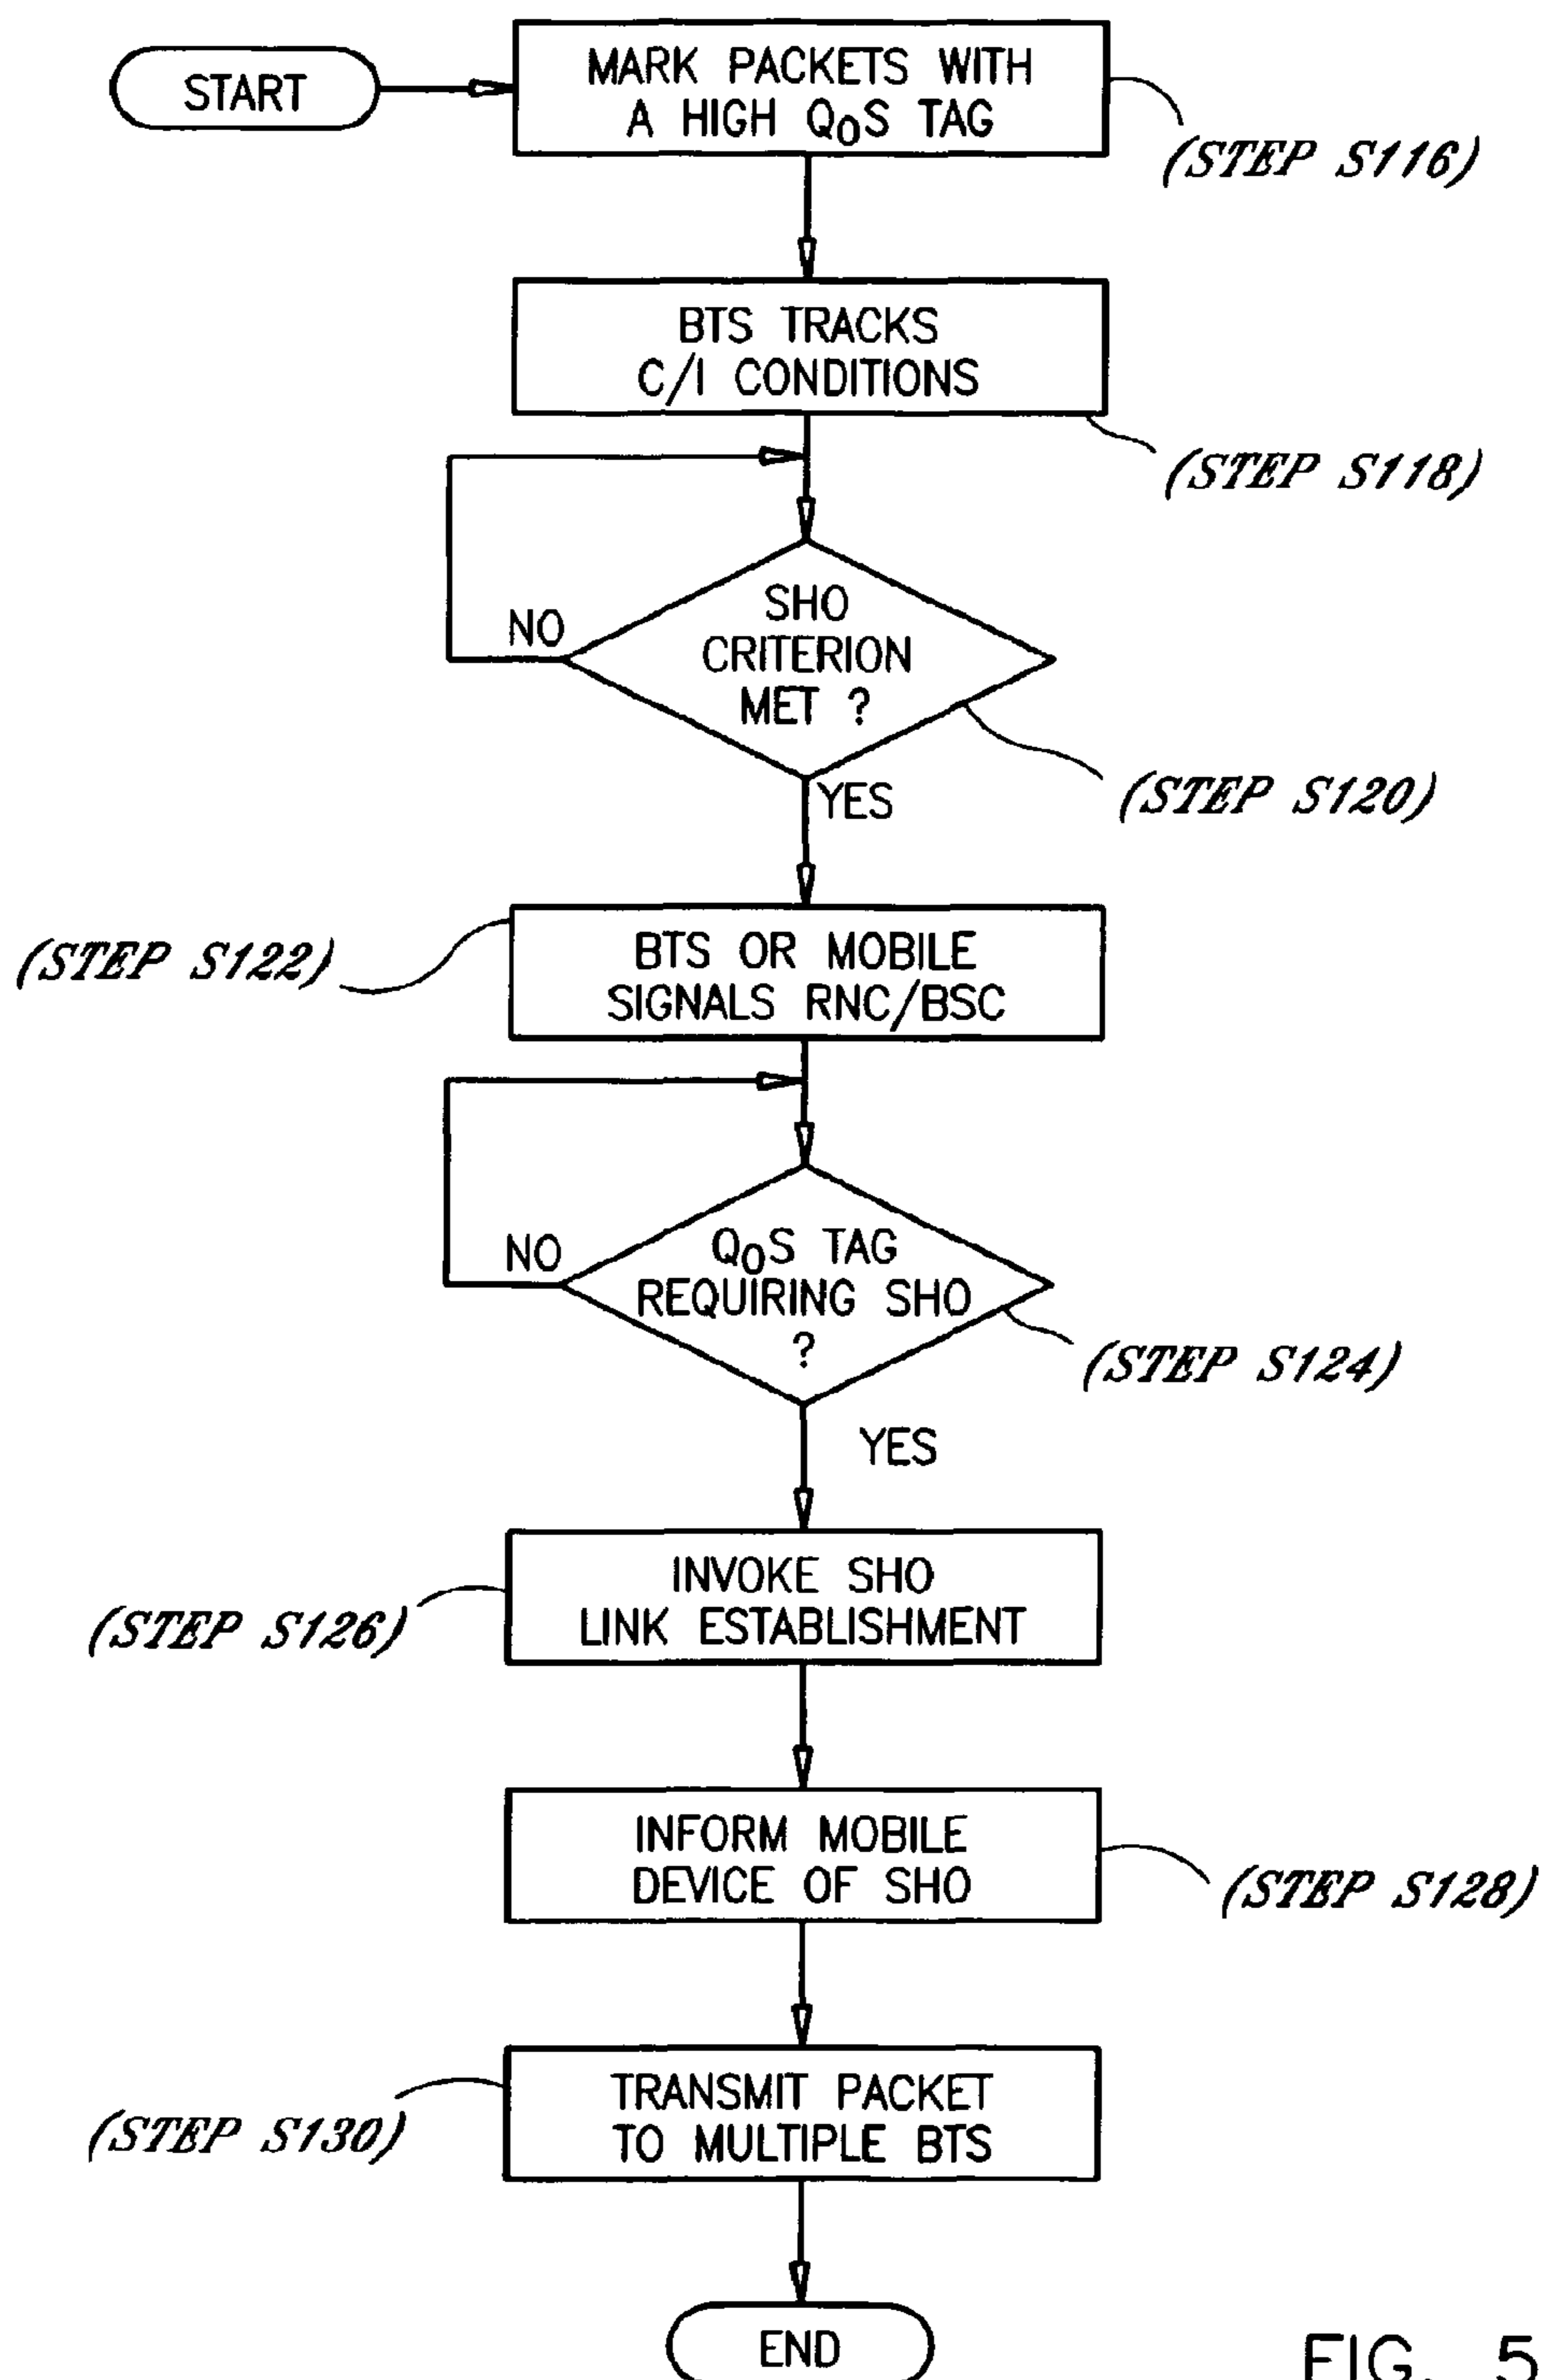 START
MARK PACKETS WITH
A HIGH QoS TAG
(STEP S116)
BTS TRACKS
C/I CONDITIONS
(STEP S118)
SHO
CRITERION
MET ?
NO
(STEP S120)
YES
BTS OR MOBILE
SIGNALS RNC/BSC
(STEP S122)
QoS TAG
REQUIRING SHO
?
NO
(STEP S124)
YES
INVOKE SHO
LINK ESTABLISHMENT
(STEP S126)
INFORM MOBILE
DEVICE OF SHO
(STEP S128)
TRANSMIT PACKET
TO MULTIPLE BTS
(STEP S130)
END
FIG. 5